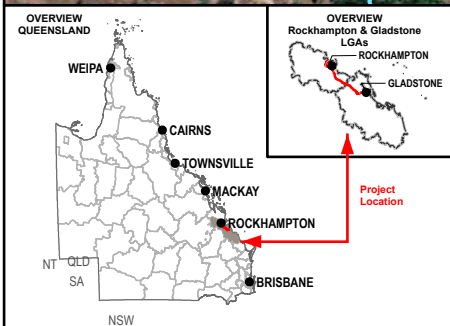 OVERVIEW
QUEENSLAND
WEIPA
CAIRNS
TOWNSVILLE
MACKAY
ROCKHAMPTON
BRISBANE
NT
QLD
SA
NSW
OVERVIEW
Rockhampton & Gladstone
LGAs
ROCKHAMPTON
GLADSTONE
Project
Location